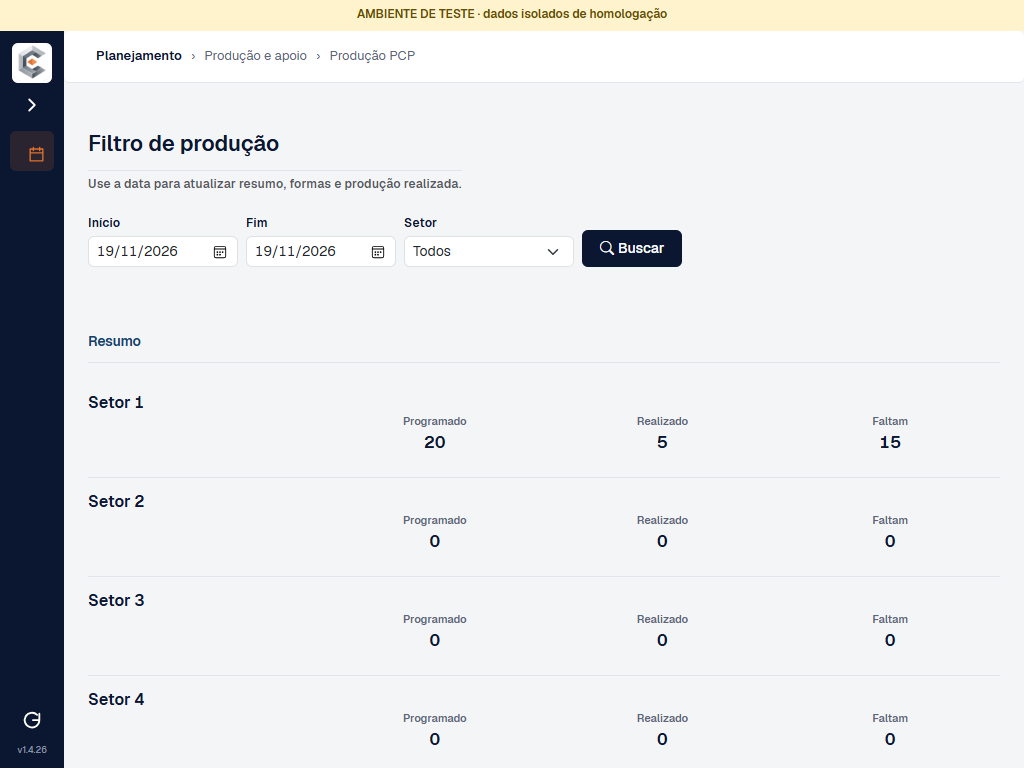 AMBIENTE DE TESTE · dados isolados de homologação
Planejamento › Produção e apoio › Produção PCP
Filtro de produção
Use a data para atualizar resumo, formas e produção realizada.
Início Fim Setor
19/11/2026 19/11/2026 Todos Buscar
Resumo
Setor 1
Programado Realizado Faltam
20 5 15
Setor 2
Programado Realizado Faltam
0 0 0
Setor 3
Programado Realizado Faltam
0 0 0
Setor 4
Programado Realizado Faltam
0 0 0
v1.4.26